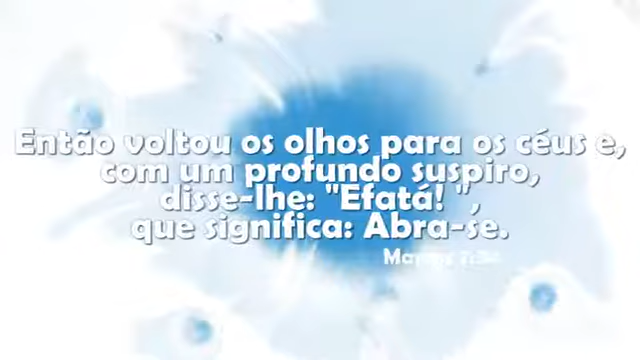 Então voltou os olhos para os céus e,
com um profundo suspiro,
disse-lhe: "Efatá! ",
que significa: Abra-se.
Marcos 7:34